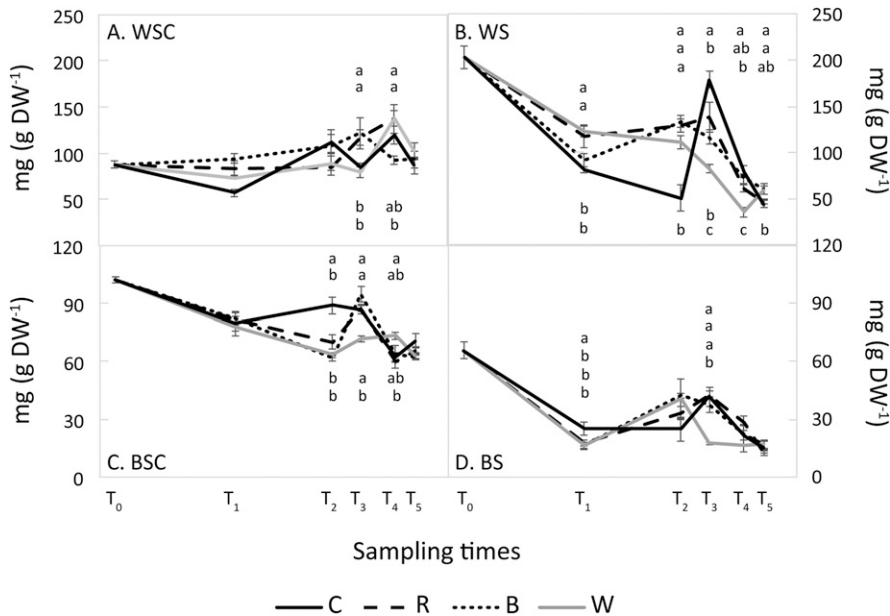 A. WSC
B. WS
C. BSC
D. BS
250
200
150
100
50
120
90
60
30
0
mg (g DW⁻¹)
mg (g DW⁻¹)
250
200
150
100
50
0
120
90
60
30
0
mg (g DW⁻¹)
mg (g DW⁻¹)
a
a
a
a
b
b
ab
b
a
a
a
a
a
a
b
ab
a
b
a
a
ab
b
b
b
b
c
c
b
a
b
a
a
a
ab
b
b
a
b
ab
b
a
b
b
b
a
a
a
b
T₀ T₁ T₂ T₃ T₄ T₅
T₀ T₁ T₂ T₃ T₄ T₅
Sampling times
C R B W